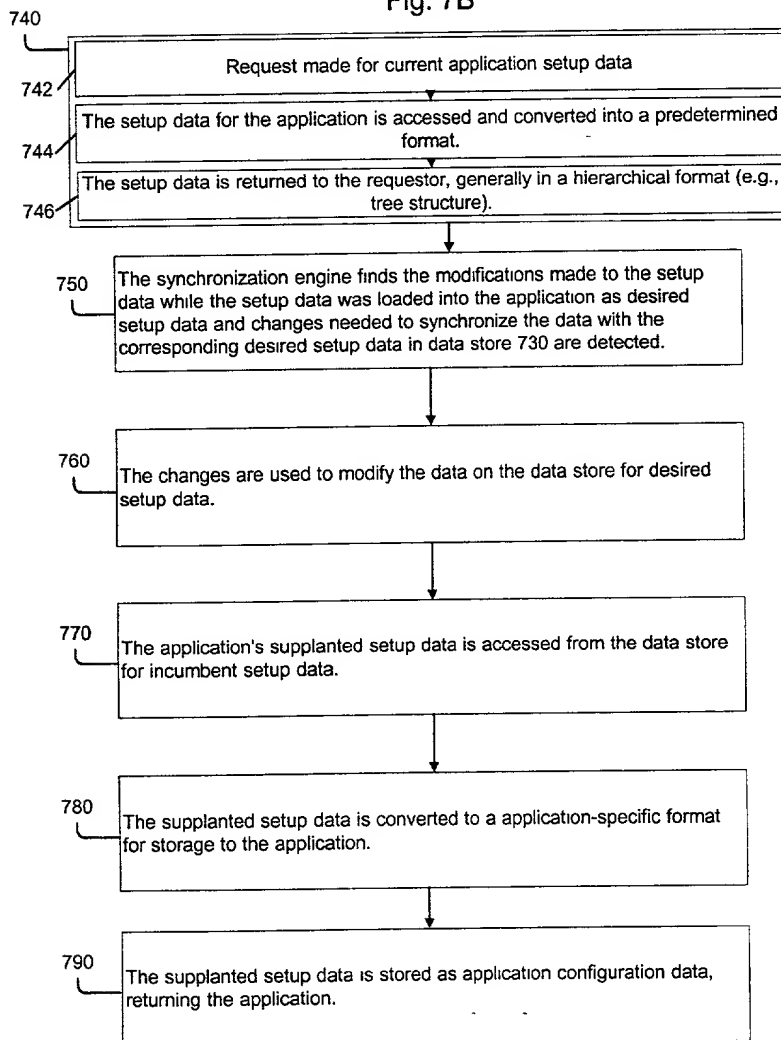 Fig. 7B
740
742
Request made for current application setup data
744
The setup data for the application is accessed and converted into a predetermined
format.
746
The setup data is returned to the requestor, generally in a hierarchical format (e.g.,
tree structure).
750
The synchronization engine finds the modifications made to the setup
data while the setup data was loaded into the application as desired
setup data and changes needed to synchronize the data with the
corresponding desired setup data in data store 730 are detected.
760
The changes are used to modify the data on the data store for desired
setup data.
770
The application's supplanted setup data is accessed from the data store
for incumbent setup data.
780
The supplanted setup data is converted to a application-specific format
for storage to the application.
790
The supplanted setup data is stored as application configuration data,
returning the application.